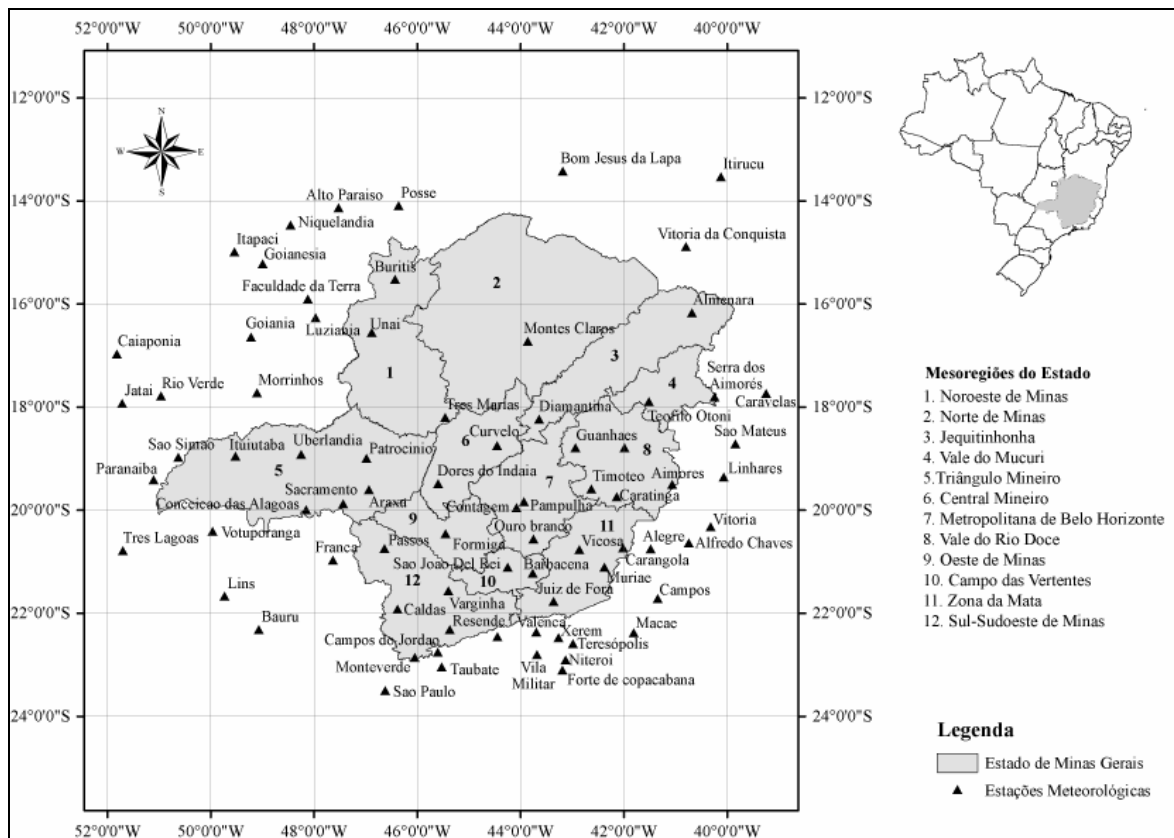 52°0'0"W 50°0'0"W 48°0'0"W 46°0'0"W 44°0'0"W 42°0'0"W 40°0'0"W
12°0'0"S
12°0'0"S
14°0'0"S
14°0'0"S
16°0'0"S
16°0'0"S
18°0'0"S
18°0'0"S
20°0'0"S
20°0'0"S
22°0'0"S
22°0'0"S
24°0'0"S
24°0'0"S
52°0'0"W 50°0'0"W 48°0'0"W 46°0'0"W 44°0'0"W 42°0'0"W 40°0'0"W
N
W
E
S
Bom Jesus da Lapa
Itirucu
Posse
Alto Paraiso
Niquelandia
Itapaci
Goianesia
Vitoria da Conquista
Buritis
2
Faculdade da Terra
Almenara
Goiania
Luziania
Unai
Montes Claros
Caiaponia
3
1
4
Serra dos
Aimorés
Caravelas
Jatai
Rio Verde
Morrinhos
Tres Marias
Diamantina
Teofilo Otoni
Sao Simao
Ituiutaba
Uberlandia
Patrocinio
6
Curvelo
Guanhaes
8
Sao Mateus
Paranaiba
5
Dores do Indaia
7
Timoteo
Aimores
Linhares
Sacramento
Araxa
Conceicao das Alagoas
Contagem
Pampulha
Caratinga
9
Ouro branco
11
Vitoria
Tres Lagoas
Votuporanga
Franca
Passos
Formiga
Vicosa
Alegre
Alfredo Chaves
Sao Joao Del Rei
Barbacena
Carangola
12
10
Muriae
Lins
Juiz de Fora
Campos
Caldas
Varginha
Bauru
Resende
Valenca
Xerem
Macae
Campos do Jordao
Teresópolis
Monteverde
Taubate
Vila
Militar
Niteroi
Forte de copacabana
Sao Paulo
Mesoregiões do Estado
1. Noroeste de Minas
2. Norte de Minas
3. Jequitinhonha
4. Vale do Mucuri
5.Triângulo Mineiro
6. Central Mineiro
7. Metropolitana de Belo Horizonte
8. Vale do Rio Doce
9. Oeste de Minas
10. Campo das Vertentes
11. Zona da Mata
12. Sul-Sudoeste de Minas
Legenda
Estado de Minas Gerais
Estações Meteorológicas